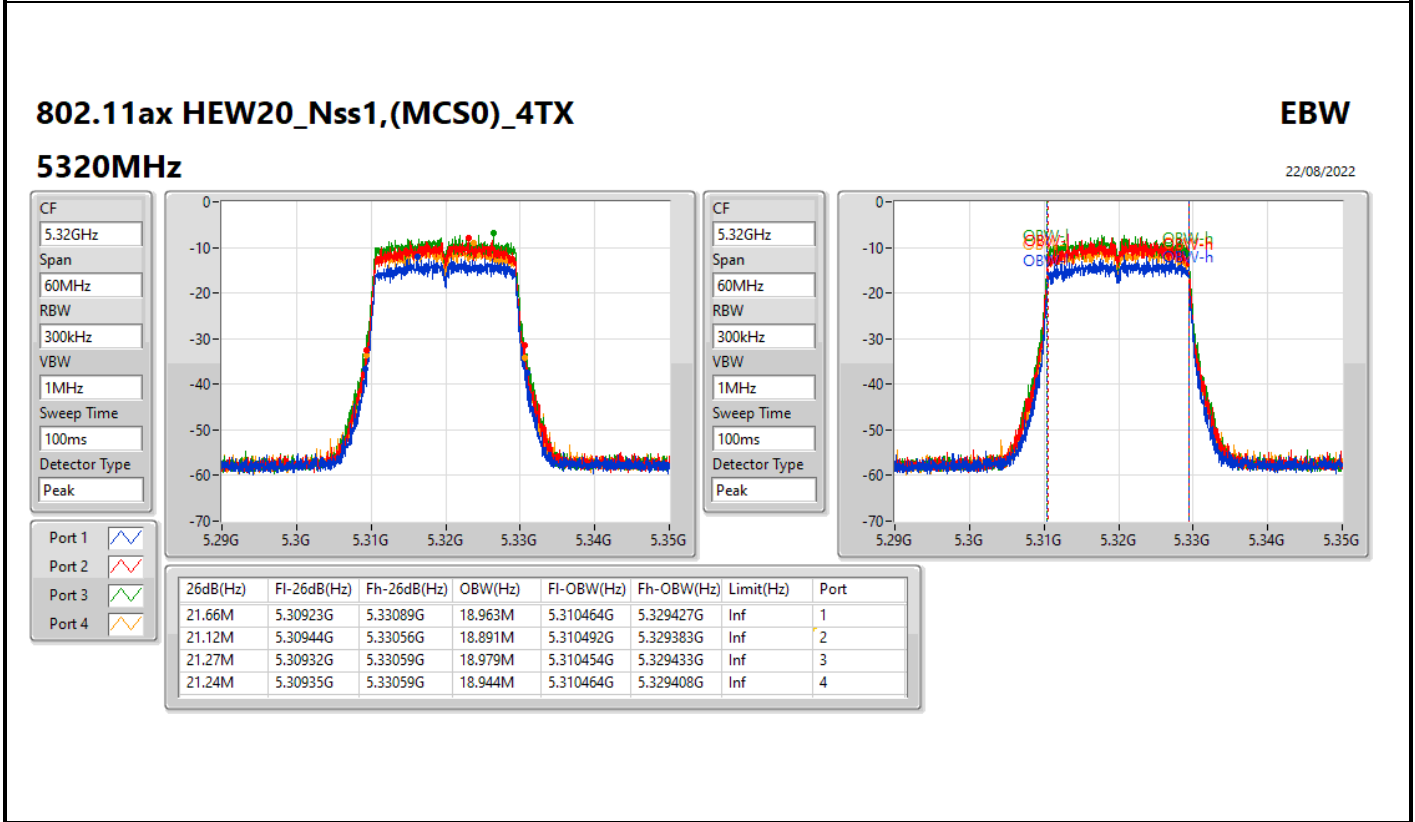 802.11ax HEW20_Nss1,(MCS0)_4TX
EBW
5320MHz
22/08/2022
CF
5.32GHz
Span
60MHz
RBW
300kHz
VBW
1MHz
Sweep Time
100ms
Detector Type
Peak
0
-10
-20
-30
-40
-50
-60
-70
5.29G 5.3G 5.31G 5.32G 5.33G 5.34G 5.35G
CF
5.32GHz
Span
60MHz
RBW
300kHz
VBW
1MHz
Sweep Time
100ms
Detector Type
Peak
0
-10
-20
-30
-40
-50
-60
-70
5.29G 5.3G 5.31G 5.32G 5.33G 5.34G 5.35G
OBW-h
Port 1
Port 2
Port 3
Port 4
26dB(Hz) Fl-26dB(Hz) Fh-26dB(Hz) OBW(Hz) Fl-OBW(Hz) Fh-OBW(Hz) Limit(Hz) Port
21.66M 5.30923G 5.33089G 18.963M 5.310464G 5.329427G Inf 1
21.12M 5.30944G 5.33056G 18.891M 5.310492G 5.329383G Inf 2
21.27M 5.30932G 5.33059G 18.979M 5.310454G 5.329433G Inf 3
21.24M 5.30935G 5.33059G 18.944M 5.310464G 5.329408G Inf 4